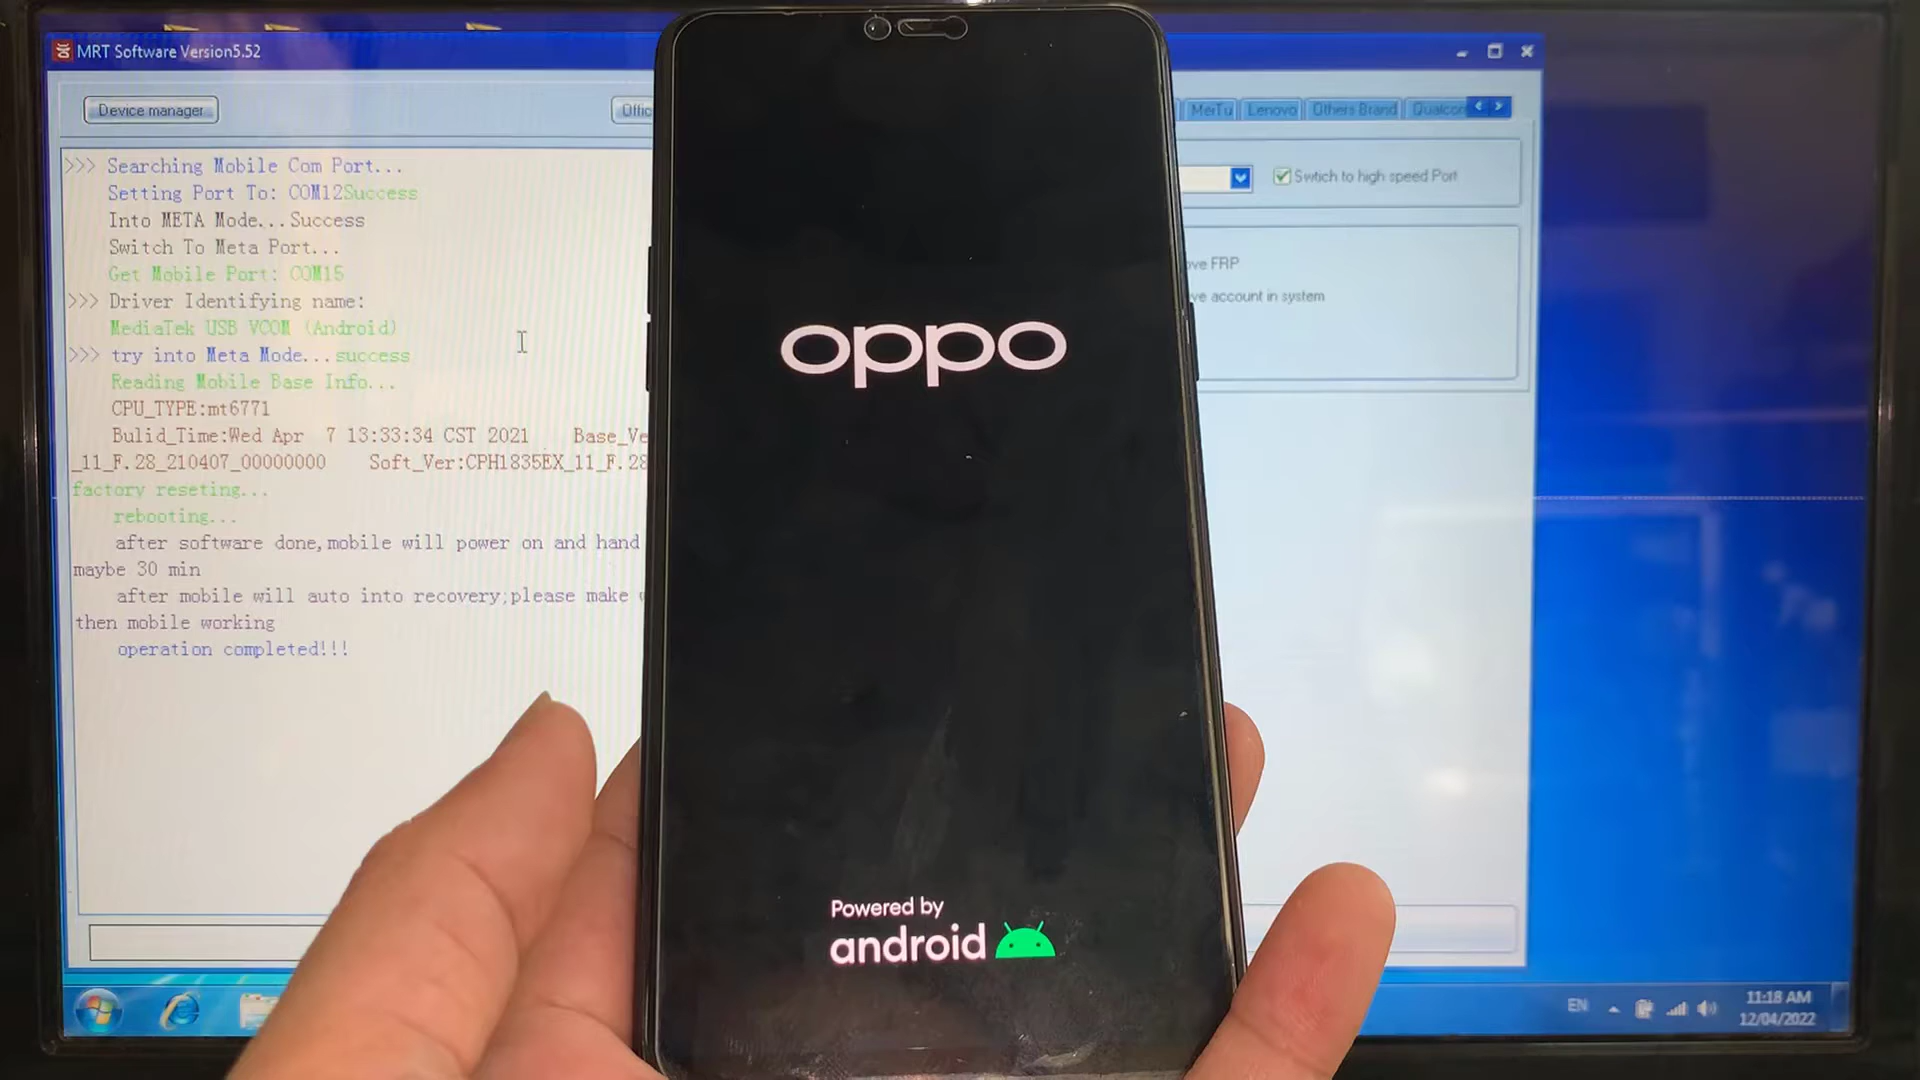 MRT Software Version5.52
Device manager
Offic
MeiTu
Lenovo
Others Brand
Qualcon
>>> Searching Mobile Com Port...
Setting Port To: COM12Success
Into META Mode...Success
Switch To Meta Port...
Get Mobile Port: COM15
>>> Driver Identifying name:
MediaTek USB VCOM (Android)
>>> try into Meta Mode...success
Reading Mobile Base Info...
CPU_TYPE:mt6771
Bulid_Time:Wed Apr 7 13:33:34 CST 2021 Base_Ve
_11_F.28_210407_00000000 Soft_Ver:CPH1835EX_11_F.28
factory reseting...
rebooting...
after software done,mobile will power on and hand
maybe 30 min
after mobile will auto into recovery;please make
then mobile working
operation completed!!!
Switch to high speed Port
ove FRP
ve account in system
oppo
Powered by
android
EN
11:18 AM
12/04/2022